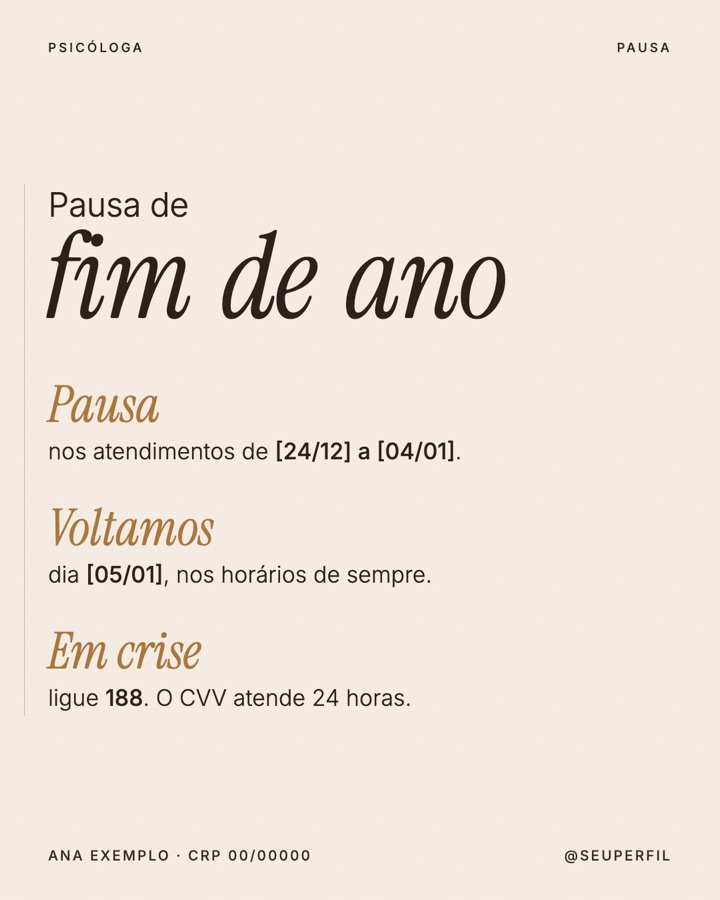 PSICÓLOGA
PAUSA
Pausa de
fim de ano
Pausa
nos atendimentos de [24/12] a [04/01].
Voltamos
dia [05/01], nos horários de sempre.
Em crise
ligue 188. O CVV atende 24 horas.
ANA EXEMPLO · CRP 00/00000
@SEUPERFIL